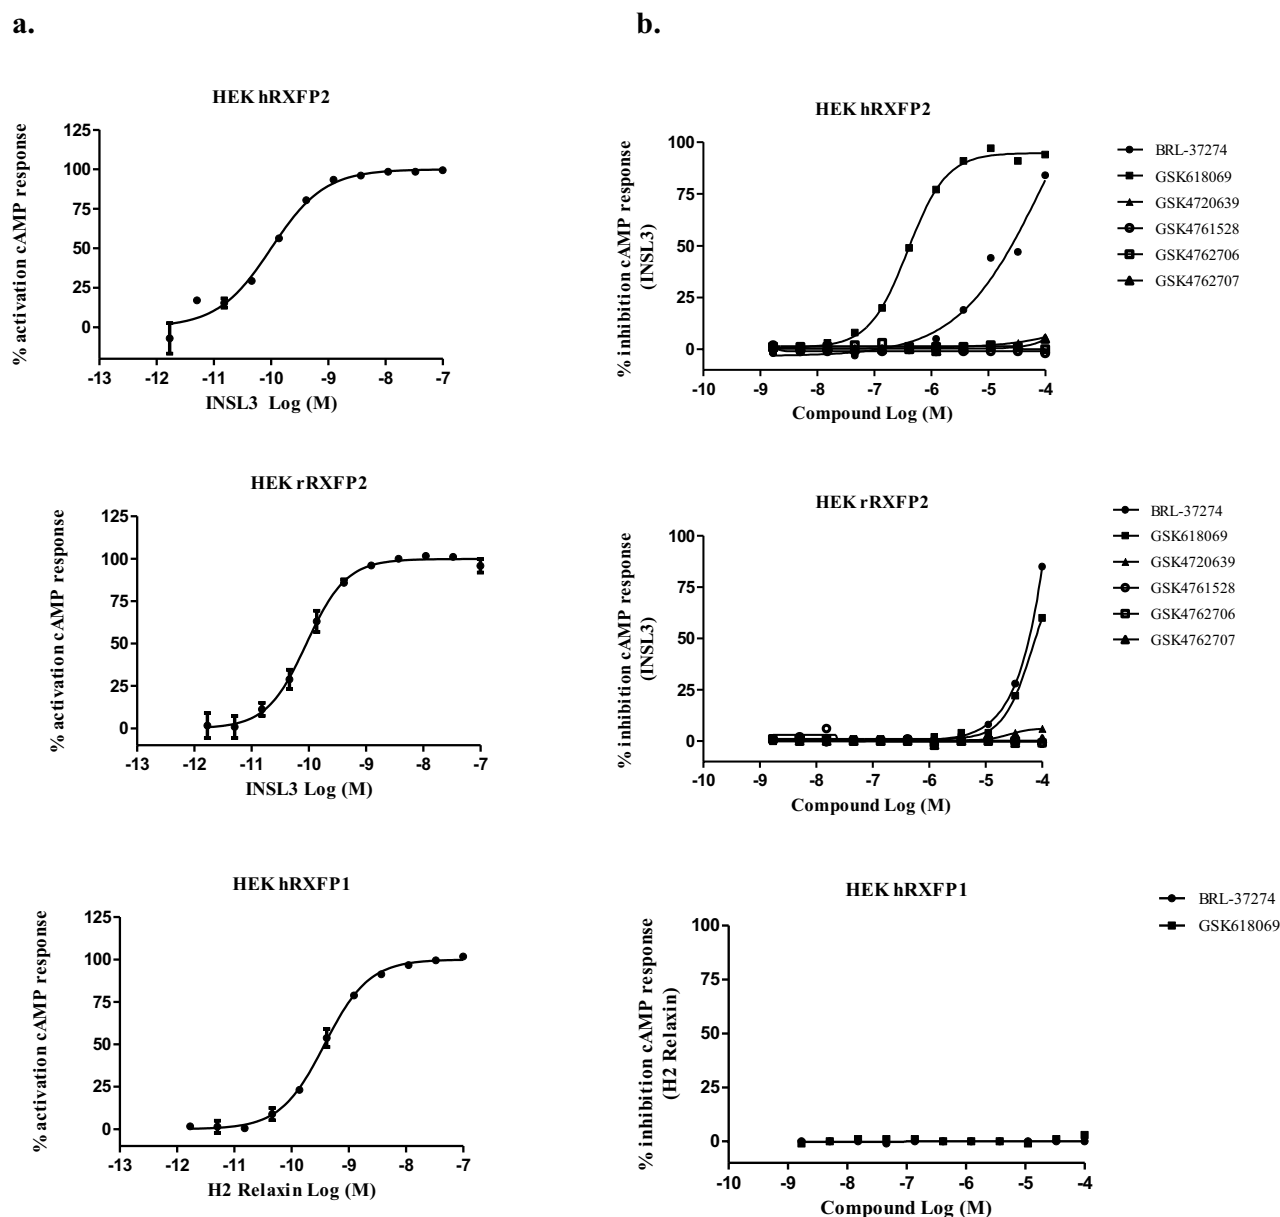 a.
b.
HEK hRXFP2
% activation cAMP response
125
100
75
50
25
0
-13 -12 -11 -10 -9 -8 -7
INSL3 Log (M)
HEK hRXFP2
% inhibition cAMP response
(INSL3)
100
75
50
25
0
-10 -9 -8 -7 -6 -5 -4
Compound Log (M)
BRL-37274
GSK618069
GSK4720639
GSK4761528
GSK4762706
GSK4762707
HEK rRXFP2
% activation cAMP response
125
100
75
50
25
0
-13 -12 -11 -10 -9 -8 -7
INSL3 Log (M)
HEK rRXFP2
% inhibition cAMP response
(INSL3)
100
75
50
25
0
-10 -9 -8 -7 -6 -5 -4
Compound Log (M)
BRL-37274
GSK618069
GSK4720639
GSK4761528
GSK4762706
GSK4762707
HEK hRXFP1
% activation cAMP response
125
100
75
50
25
0
-13 -12 -11 -10 -9 -8 -7
H2 Relaxin Log (M)
HEK hRXFP1
% inhibition cAMP response
(H2 Relaxin)
100
75
50
25
0
-10 -9 -8 -7 -6 -5 -4
Compound Log (M)
BRL-37274
GSK618069